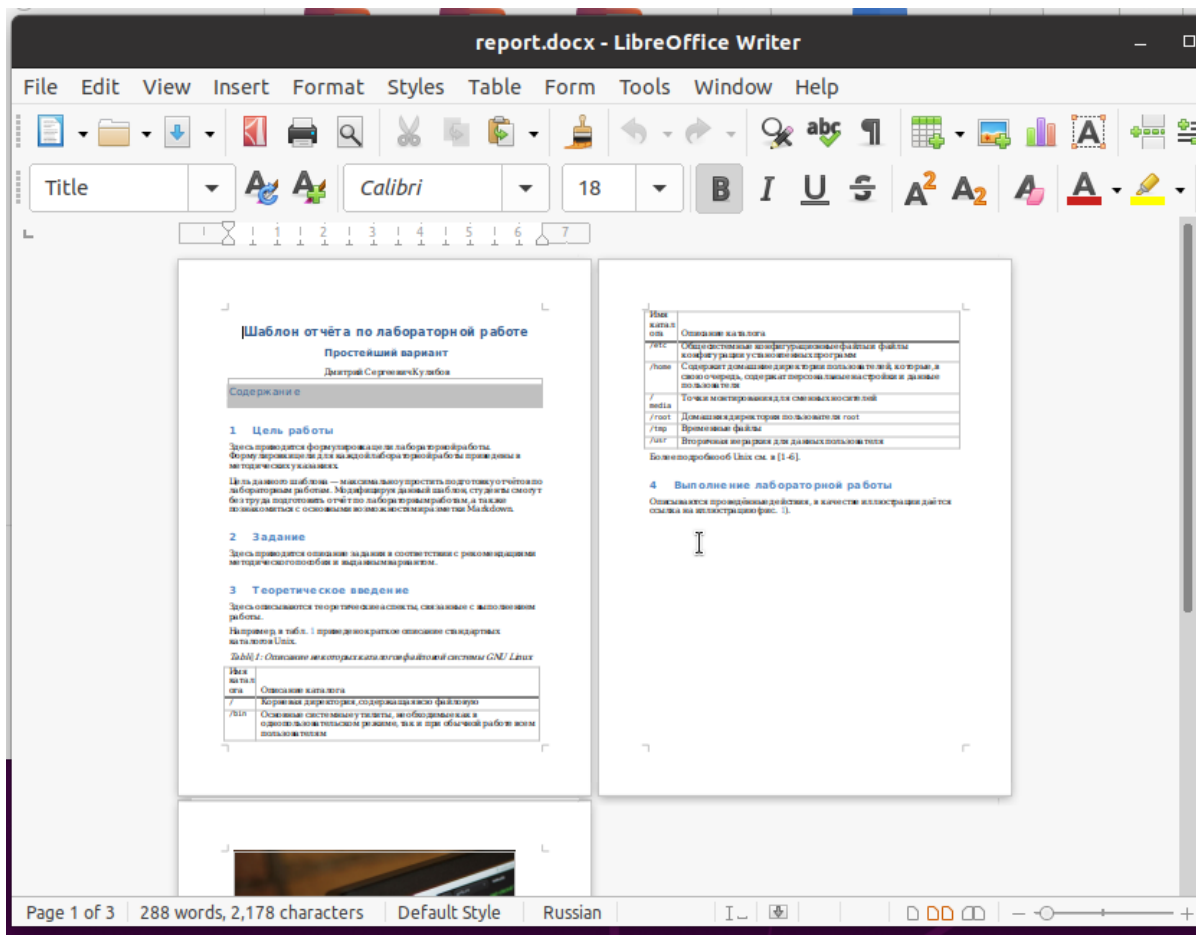 report.docx - LibreOffice Writer
File Edit View Insert Format Styles Table Form Tools Window Help
Title Calibri 18
1 2 3 4 5 6 7
Шаблон отчёта по лабораторной работе
Простейший вариант
Дмитрий Сергеевич Кулябов
Содержание
1 Цель работы
Здесь приводится формулировка цели лабораторной работы.
Формулировки цели для каждой лабораторной работы приведены в
методических указаниях.
Цель данного шаблона — максимально упростить подготовку отчётов по
лабораторным работам. Модифицируя данный шаблон, студенты смогут
без труда подготовить отчёт по лабораторным работам, а также
познакомиться с основными возможностями разметки Markdown.
2 Задание
Здесь приводится описание задания в соответствии с рекомендациями
методического пособия и выданным вариантом.
3 Теоретическое введение
Здесь описываются теоретические аспекты, связанные с выполнением
работы.
Например, в табл. 1 приведено краткое описание стандартных
каталогов Unix.
Table 1: Описание некоторых каталогов файловой системы GNU Linux
Имя
катал
ога Описание каталога
/ Корневая директория, содержащая всю файловую
/bin Основные системные утилиты, необходимые как в
однопользовательском режиме, так и при обычной работе всем
пользователям
Имя
катал
ога Описание каталога
/etc Общесистемные конфигурационные файлы и файлы
конфигурации установленных программ
/home Содержит домашние директории пользователей, которые, в
свою очередь, содержат персональные настройки и данные
пользователя
/ Точки монтирования для сменных носителей
media
/root Домашняя директория пользователя root
/tmp Временные файлы
/usr Вторичная иерархия для данных пользователя
Более подробно об Unix см. в [1-6].
4 Выполнение лабораторной работы
Описываются проведённые действия, в качестве иллюстрации даётся
ссылка на иллюстрацию (рис. 1).
Page 1 of 3 288 words, 2,178 characters Default Style Russian